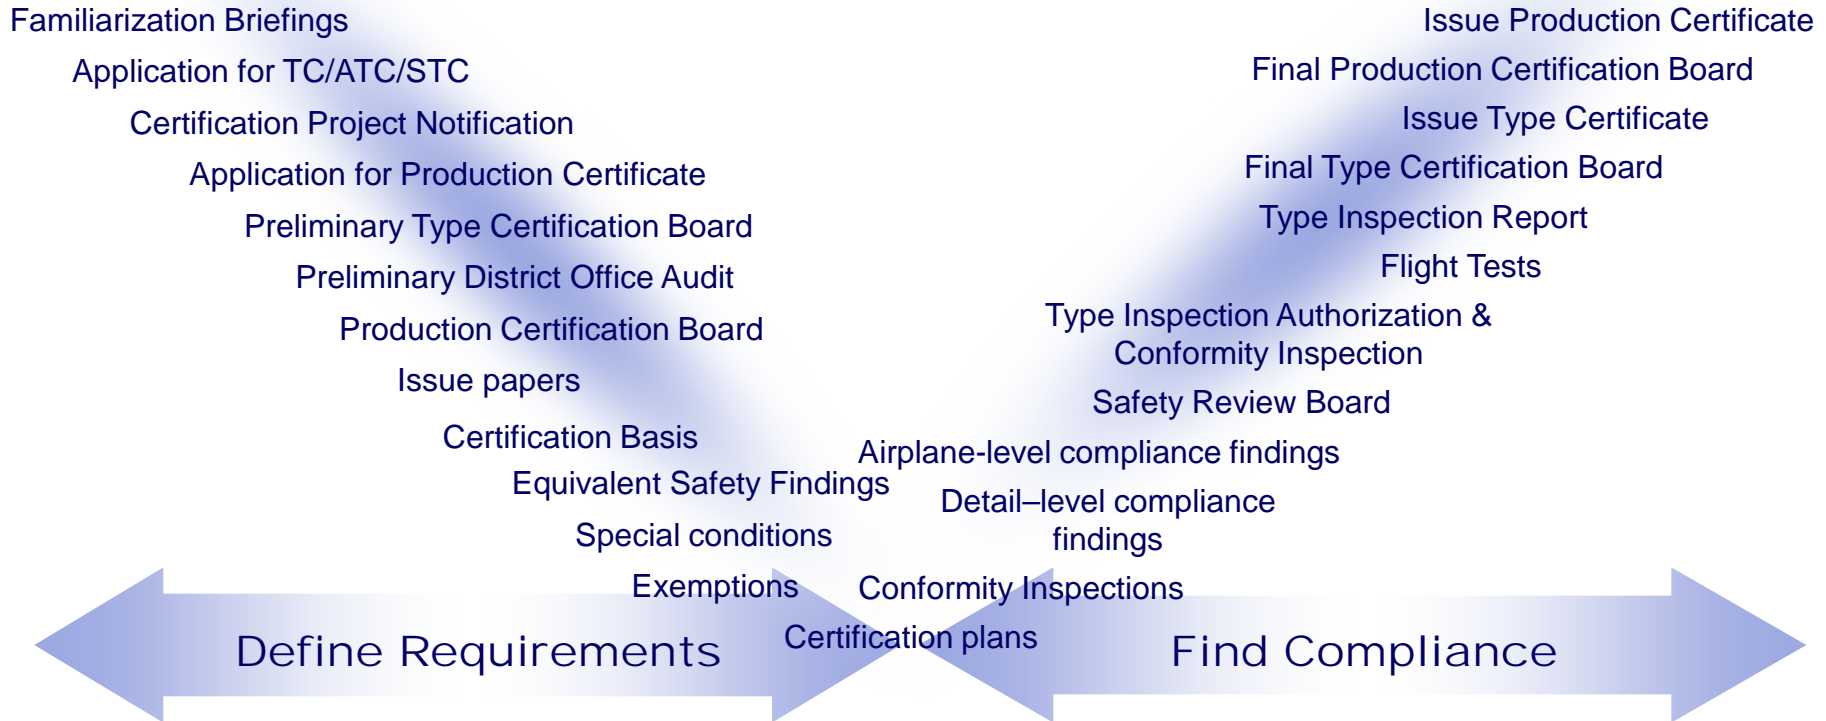 Familiarization Briefings
Application for TC/ATC/STC
Certification Project Notification
Application for Production Certificate
Preliminary Type Certification Board
Preliminary District Office Audit
Production Certification Board
Issue papers
Certification Basis
Equivalent Safety Findings
Special conditions
Exemptions
Certification plans
Define Requirements
Issue Production Certificate
Final Production Certification Board
Issue Type Certificate
Final Type Certification Board
Type Inspection Report
Flight Tests
Type Inspection Authorization &
Conformity Inspection
Safety Review Board
Airplane-level compliance findings
Detail–level compliance
findings
Conformity Inspections
Find Compliance